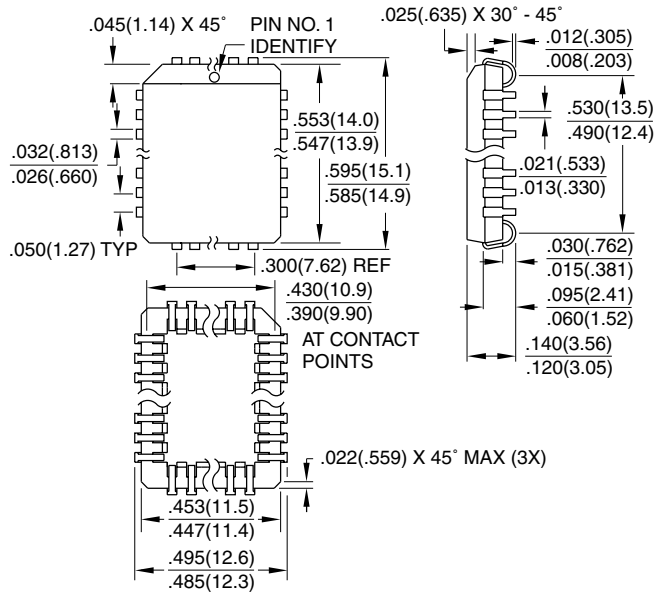 .045(1.14) X 45˚
PIN NO. 1
IDENTIFY
.025(.635) X 30˚ - 45˚
.012(.305)
.008(.203)
.553(14.0)
.547(13.9)
.530(13.5)
.490(12.4)
.032(.813)
.026(.660)
.595(15.1)
.585(14.9)
.021(.533)
.013(.330)
.050(1.27) TYP
.300(7.62) REF
.030(.762)
.015(.381)
.430(10.9)
.390(9.90)
AT CONTACT
POINTS
.095(2.41)
.060(1.52)
.140(3.56)
.120(3.05)
.022(.559) X 45˚ MAX (3X)
.453(11.5)
.447(11.4)
.495(12.6)
.485(12.3)